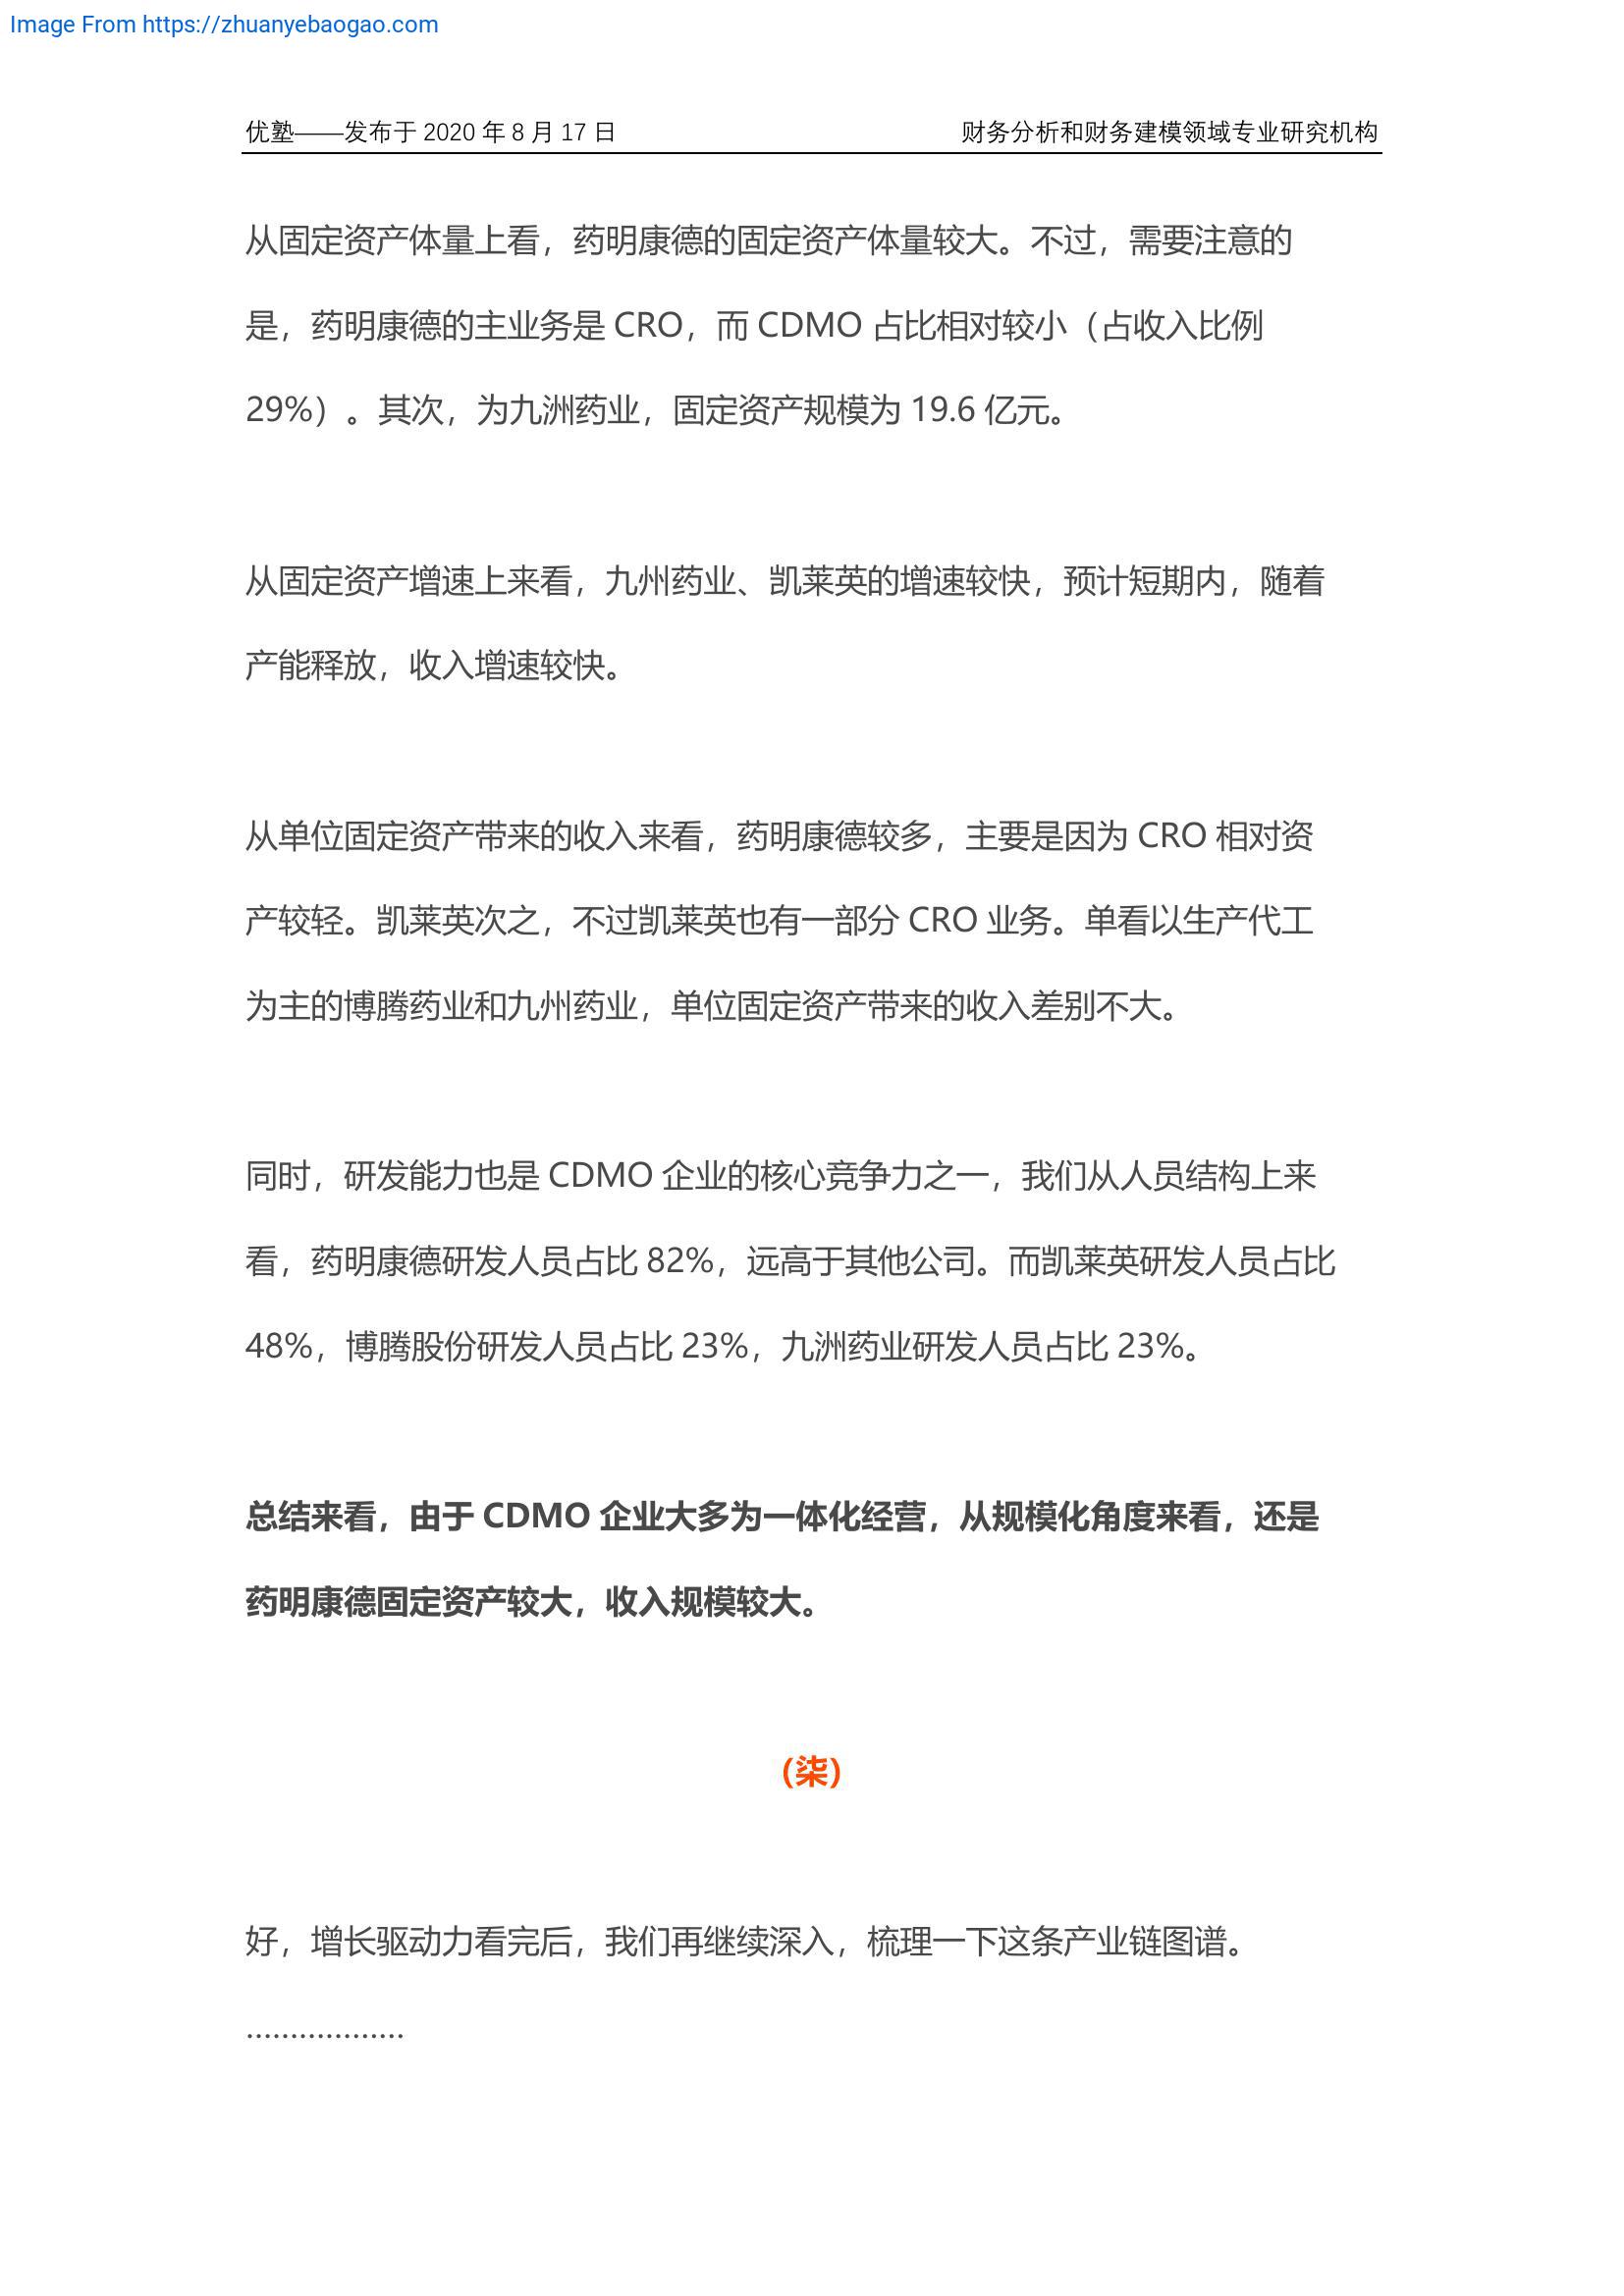 Image From https://zhuanyebaogao.com
优塾——发布于 2020 年 8 月 17 日 财务分析和财务建模领域专业研究机构
从固定资产体量上看，药明康德的固定资产体量较大。不过，需要注意的
是，药明康德的主业务是 CRO，而 CDMO 占比相对较小（占收入比例
29%）。其次，为九洲药业，固定资产规模为 19.6 亿元。
从固定资产增速上来看，九州药业、凯莱英的增速较快，预计短期内，随着
产能释放，收入增速较快。
从单位固定资产带来的收入来看，药明康德较多，主要是因为 CRO 相对资
产较轻。凯莱英次之，不过凯莱英也有一部分 CRO 业务。单看以生产代工
为主的博腾药业和九州药业，单位固定资产带来的收入差别不大。
同时，研发能力也是 CDMO 企业的核心竞争力之一，我们从人员结构上来
看，药明康德研发人员占比 82%，远高于其他公司。而凯莱英研发人员占比
48%，博腾股份研发人员占比 23%，九洲药业研发人员占比 23%。
总结来看，由于 CDMO 企业大多为一体化经营，从规模化角度来看，还是
药明康德固定资产较大，收入规模较大。
（柒）
好，增长驱动力看完后，我们再继续深入，梳理一下这条产业链图谱。
………………